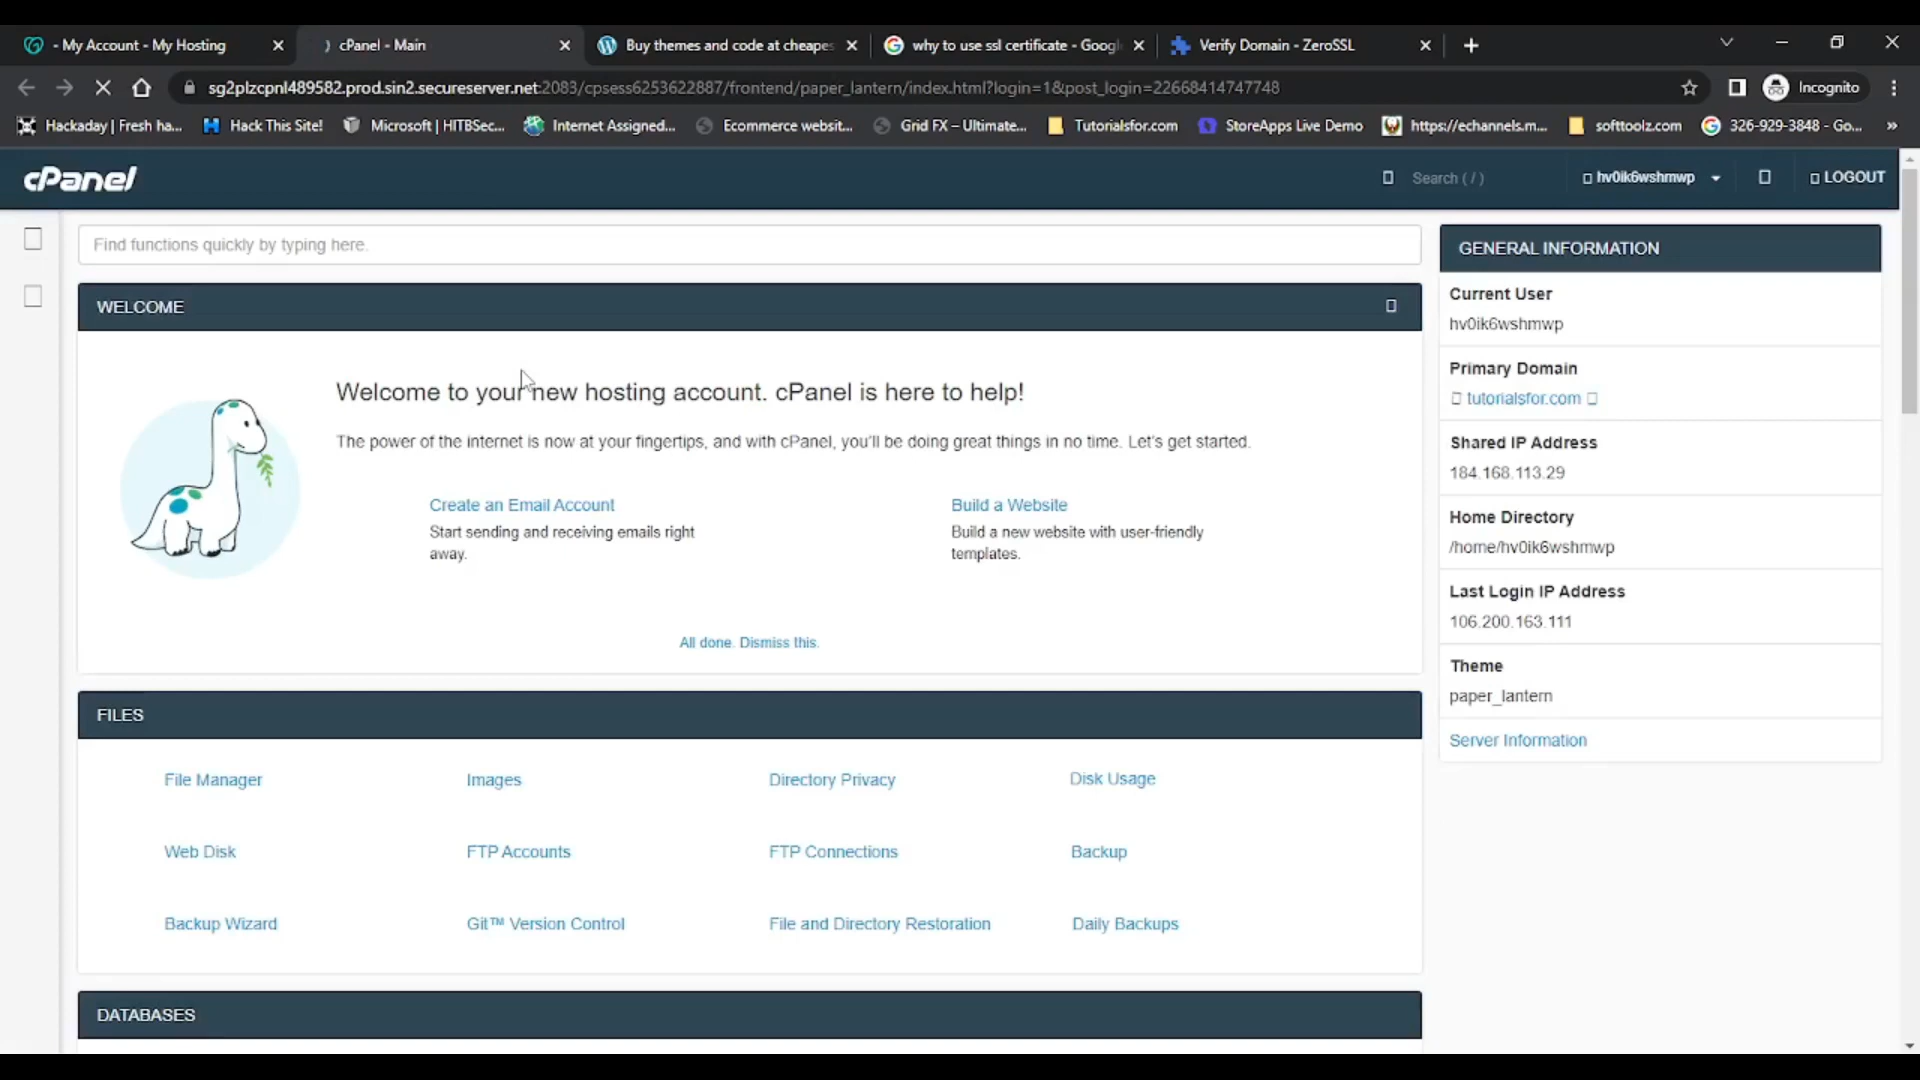 - My Account - My Hosting
cPanel - Main
Buy themes and code at cheapes
why to use ssl certificate - Googl
Verify Domain - ZeroSSL
sg2plzcpnl489582.prod.sin2.secureserver.net:2083/cpsess6253622887/frontend/paper_lantern/index.html?login=1&post_login=22668414747748
Incognito
Hackaday | Fresh ha...
Hack This Site!
Microsoft | HITBSec...
Internet Assigned...
Ecommerce websit...
Grid FX – Ultimate...
Tutorialsfor.com
StoreApps Live Demo
https://echannels.m...
softtoolz.com
326-929-3848 - Go...
»
cPanel
Search ( / )
hv0ik6wshmwp
LOGOUT
Find functions quickly by typing here.
WELCOME
Welcome to your new hosting account. cPanel is here to help!
The power of the internet is now at your fingertips, and with cPanel, you'll be doing great things in no time. Let's get started.
Create an Email Account
Start sending and receiving emails right
away.
Build a Website
Build a new website with user-friendly
templates.
All done. Dismiss this.
FILES
File Manager
Images
Directory Privacy
Disk Usage
Web Disk
FTP Accounts
FTP Connections
Backup
Backup Wizard
Git™ Version Control
File and Directory Restoration
Daily Backups
DATABASES
GENERAL INFORMATION
Current User
hv0ik6wshmwp
Primary Domain
tutorialsfor.com
Shared IP Address
184.168.113.29
Home Directory
/home/hv0ik6wshmwp
Last Login IP Address
106.200.163.111
Theme
paper_lantern
Server Information